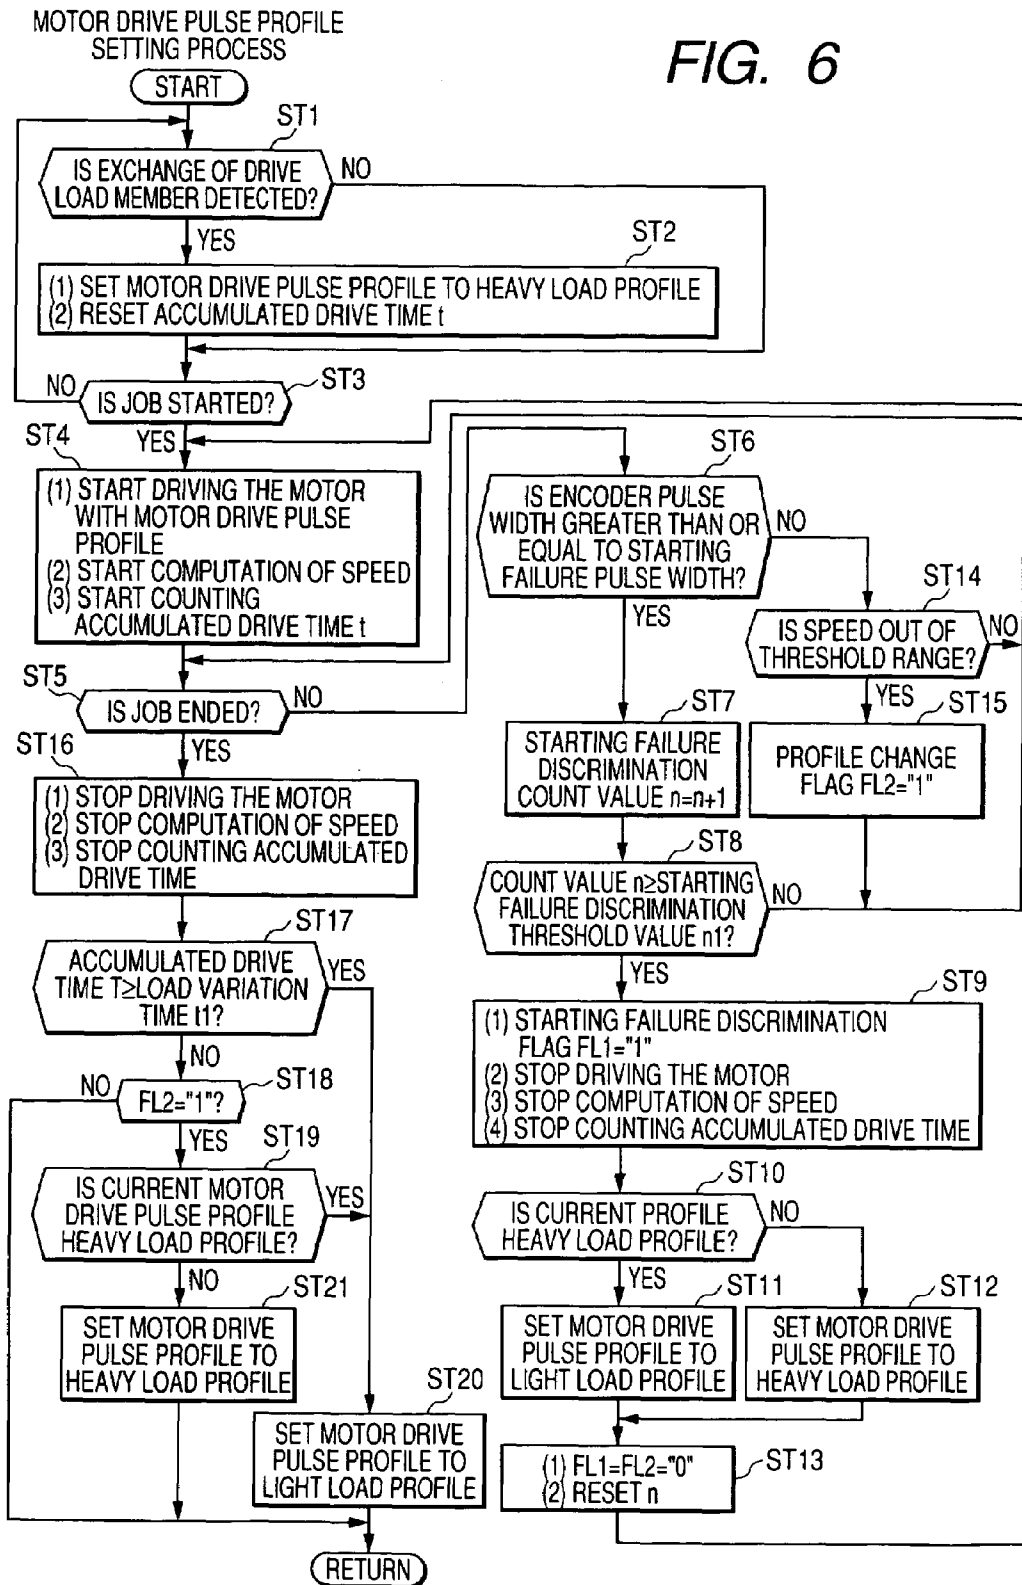 MOTOR DRIVE PULSE PROFILE
SETTING PROCESS
FIG. 6
START
ST1
IS EXCHANGE OF DRIVE
LOAD MEMBER DETECTED?
NO
YES
ST2
(1) SET MOTOR DRIVE PULSE PROFILE TO HEAVY LOAD PROFILE
(2) RESET ACCUMULATED DRIVE TIME t
NO
ST3
IS JOB STARTED?
YES
ST4
(1) START DRIVING THE MOTOR
WITH MOTOR DRIVE PULSE
PROFILE
(2) START COMPUTATION OF SPEED
(3) START COUNTING
ACCUMULATED DRIVE TIME t
ST5
IS JOB ENDED?
NO
YES
ST16
(1) STOP DRIVING THE MOTOR
(2) STOP COMPUTATION OF SPEED
(3) STOP COUNTING ACCUMULATED
DRIVE TIME
ST17
ACCUMULATED DRIVE
TIME T≥LOAD VARIATION
TIME t1?
YES
NO
NO
ST18
FL2="1"?
YES
ST19
IS CURRENT MOTOR
DRIVE PULSE PROFILE
HEAVY LOAD PROFILE?
YES
NO
ST21
SET MOTOR DRIVE
PULSE PROFILE TO
HEAVY LOAD PROFILE
ST20
SET MOTOR DRIVE
PULSE PROFILE TO
LIGHT LOAD PROFILE
RETURN
ST6
IS ENCODER PULSE
WIDTH GREATER THAN OR
EQUAL TO STARTING
FAILURE PULSE WIDTH?
NO
YES
ST14
IS SPEED OUT OF
THRESHOLD RANGE?
NO
YES
ST15
PROFILE CHANGE
FLAG FL2="1"
ST7
STARTING FAILURE
DISCRIMINATION
COUNT VALUE n=n+1
ST8
COUNT VALUE n≥STARTING
FAILURE DISCRIMINATION
THRESHOLD VALUE n1?
NO
YES
ST9
(1) STARTING FAILURE DISCRIMINATION
FLAG FL1="1"
(2) STOP DRIVING THE MOTOR
(3) STOP COMPUTATION OF SPEED
(4) STOP COUNTING ACCUMULATED DRIVE TIME
ST10
IS CURRENT PROFILE
HEAVY LOAD PROFILE?
NO
YES
ST11
SET MOTOR DRIVE
PULSE PROFILE TO
LIGHT LOAD PROFILE
ST12
SET MOTOR DRIVE
PULSE PROFILE TO
HEAVY LOAD PROFILE
ST13
(1) FL1=FL2="0"
(2) RESET n